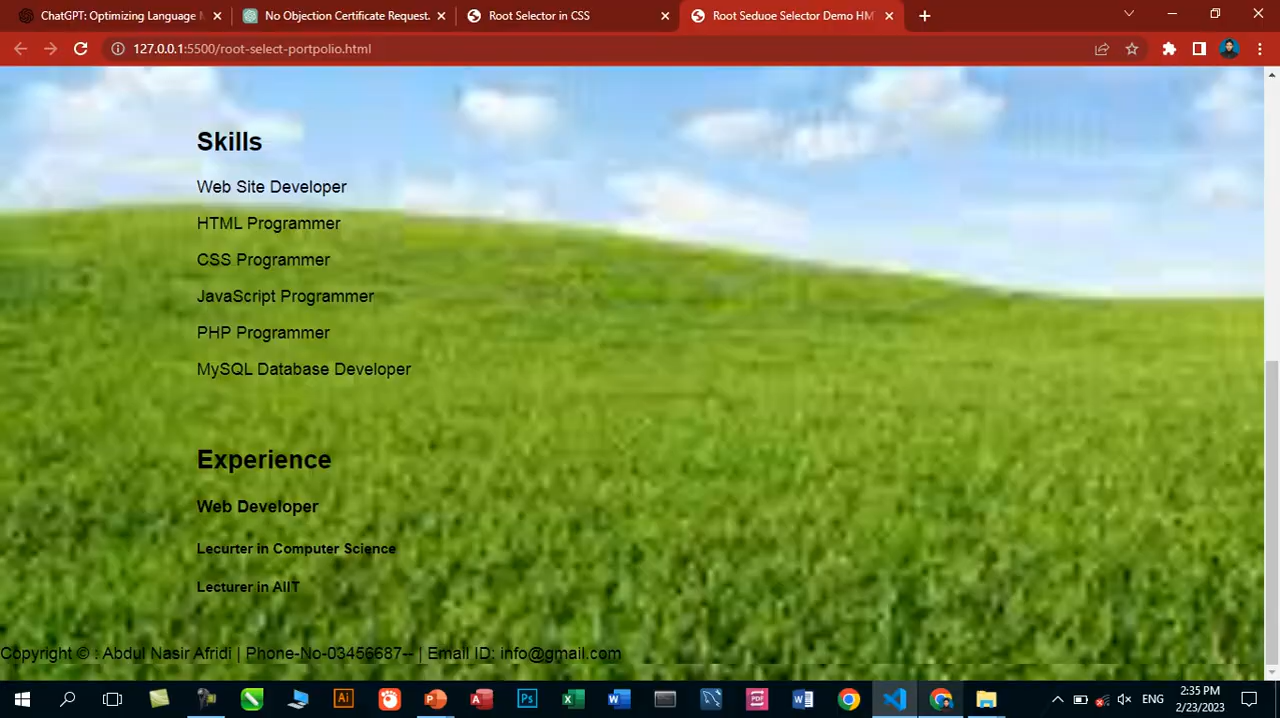 ChatGPT: Optimizing Language M
No Objection Certificate Request.
Root Selector in CSS
Root Seduoe Selector Demo HM
127.0.0.1:5500/root-select-portpolio.html
Skills
Web Site Developer
HTML Programmer
CSS Programmer
JavaScript Programmer
PHP Programmer
MySQL Database Developer
Experience
Web Developer
Lecurter in Computer Science
Lecturer in AIIT
Copyright © : Abdul Nasir Afridi | Phone-No-03456687-- | Email ID: info@gmail.com
ENG
2:35 PM
2/23/2023